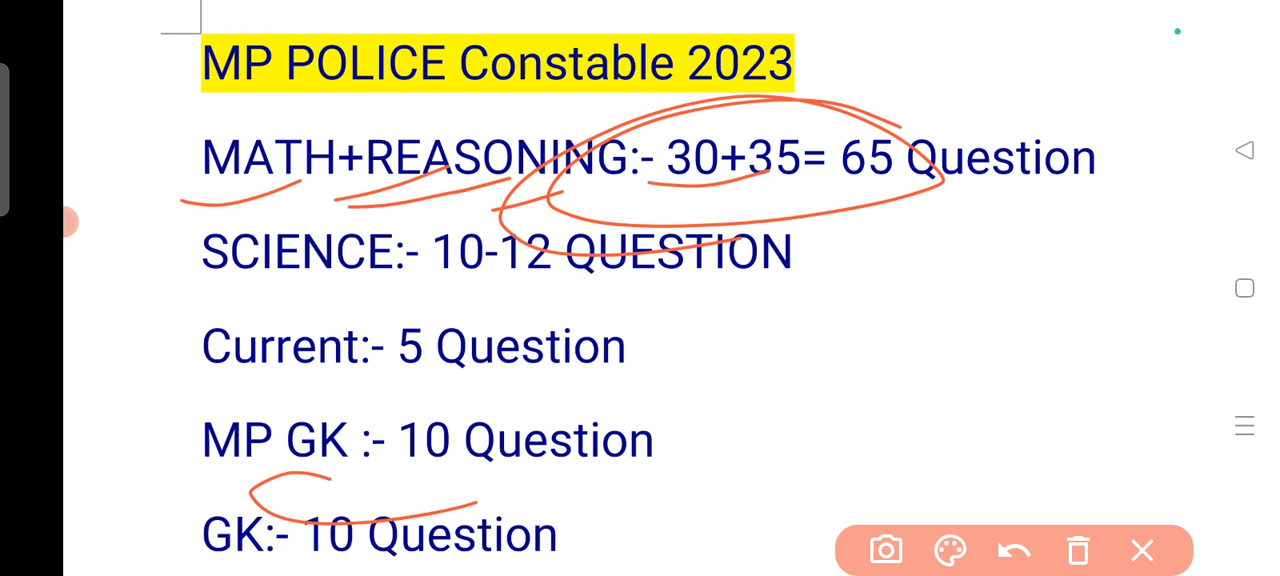 MP POLICE Constable 2023
MATH+REASONING:- 30+35= 65 Question
SCIENCE:- 10-12 QUESTION
Current:- 5 Question
MP GK :- 10 Question
GK:- 10 Question